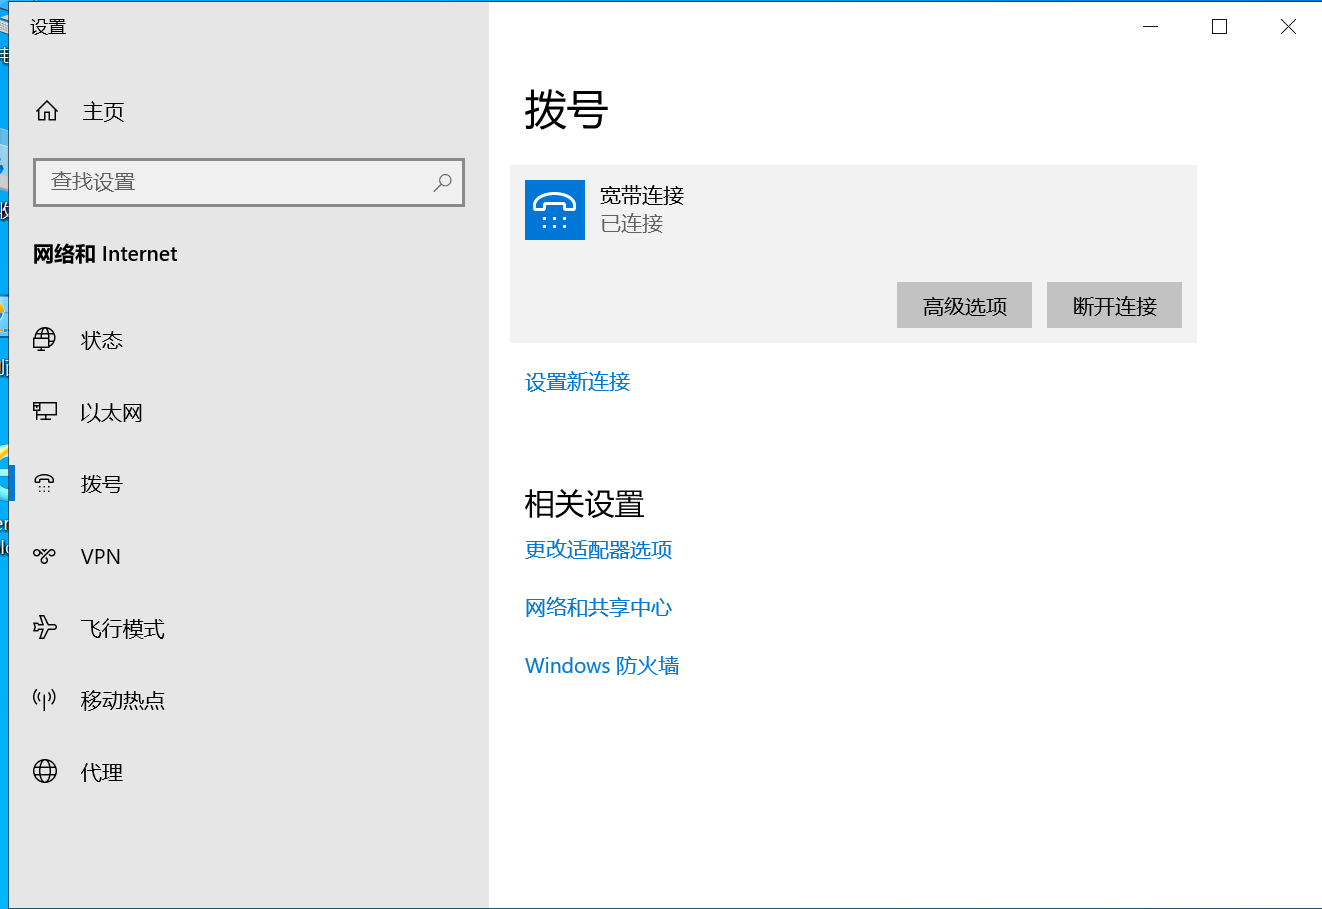 设置
主页
查找设置
网络和 Internet
状态
以太网
拨号
VPN
飞行模式
移动热点
代理
拨号
宽带连接
已连接
高级选项
断开连接
设置新连接
相关设置
更改适配器选项
网络和共享中心
Windows 防火墙